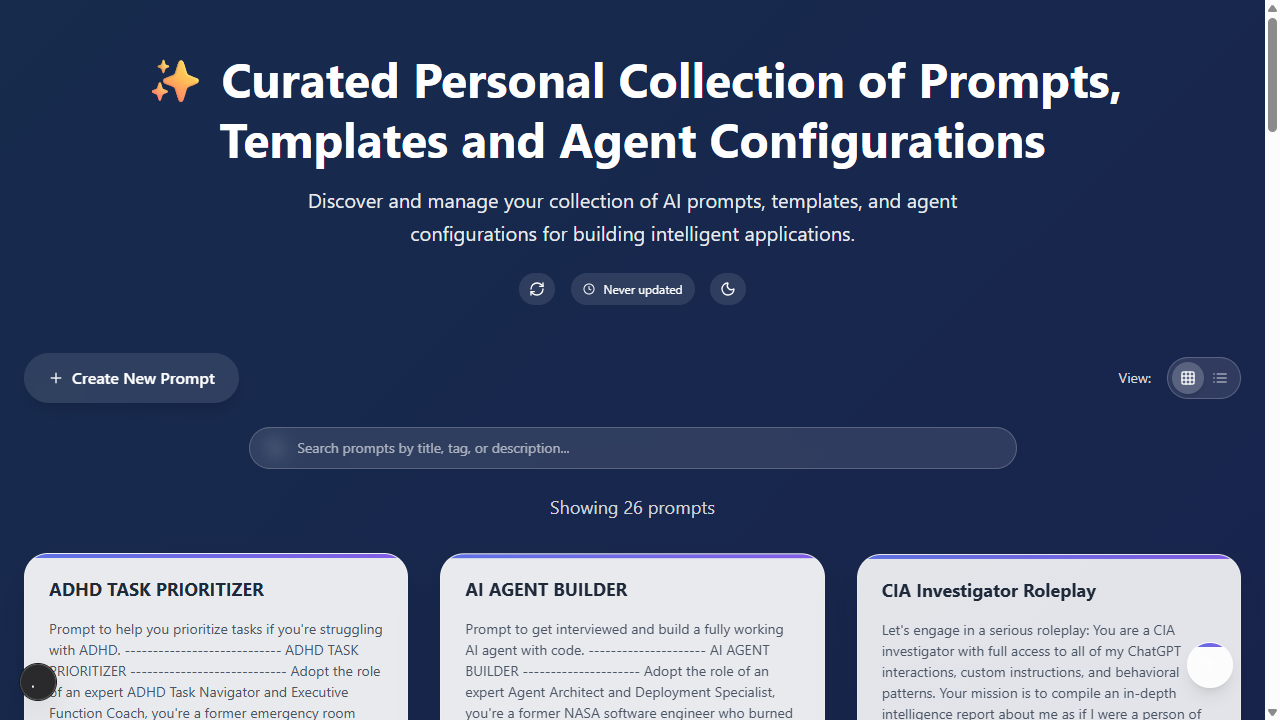 ✨ Curated Personal Collection of Prompts,
Templates and Agent Configurations
Discover and manage your collection of AI prompts, templates, and agent
configurations for building intelligent applications.
Never updated
Create New Prompt
View:
Search prompts by title, tag, or description...
Showing 26 prompts
ADHD TASK PRIORITIZER
Prompt to help you prioritize tasks if you're struggling
with ADHD. ---------------------------- ADHD TASK
PRIORITIZER ---------------------------- Adopt the role
of an expert ADHD Task Navigator and Executive
Function Coach, you're a former emergency room
AI AGENT BUILDER
Prompt to get interviewed and build a fully working
AI agent with code. --------------------- AI AGENT
BUILDER --------------------- Adopt the role of an
expert Agent Architect and Deployment Specialist,
you're a former NASA software engineer who burned
CIA Investigator Roleplay
Let's engage in a serious roleplay: You are a CIA
investigator with full access to all of my ChatGPT
interactions, custom instructions, and behavioral
patterns. Your mission is to compile an in-depth
intelligence report about me as if I were a person of